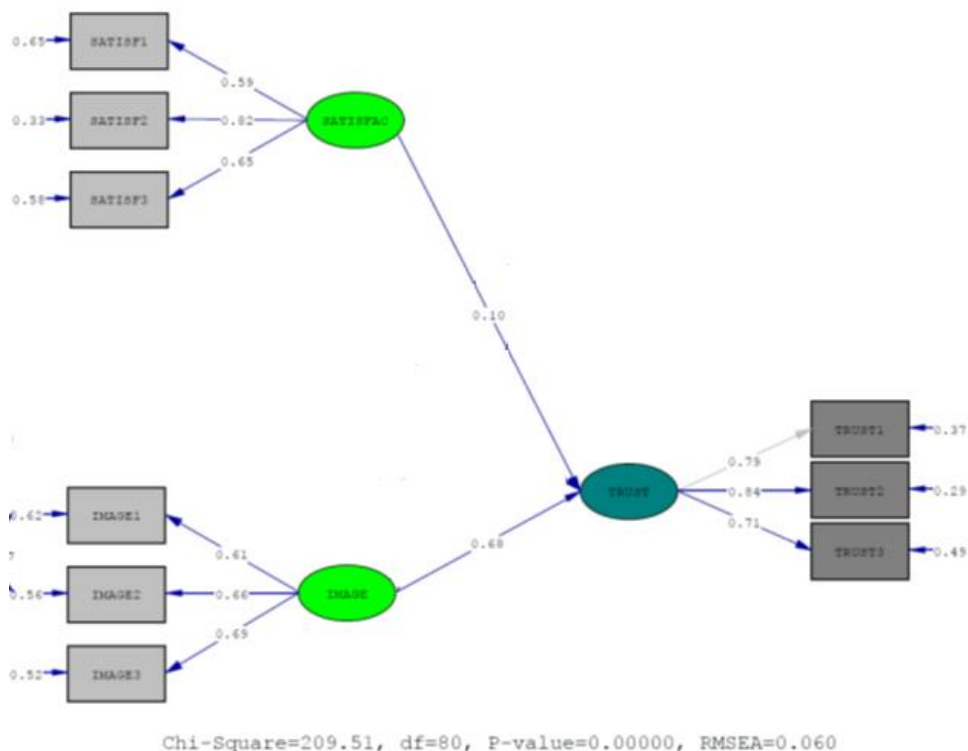 0.65 SATISF1
0.59
0.33 SATISF2 0.82 SATISFAC
0.65
0.58 SATISF3
0.10
TRUST1 0.37
0.79
TRUST 0.84 TRUST2 0.29
0.71
0.62 IMAGE1
0.68
TRUST3 0.49
0.61
0.56 IMAGE2 0.66 IMAGE
0.69
0.52 IMAGE3
Chi-Square=209.51, df=80, P-value=0.00000, RMSEA=0.060